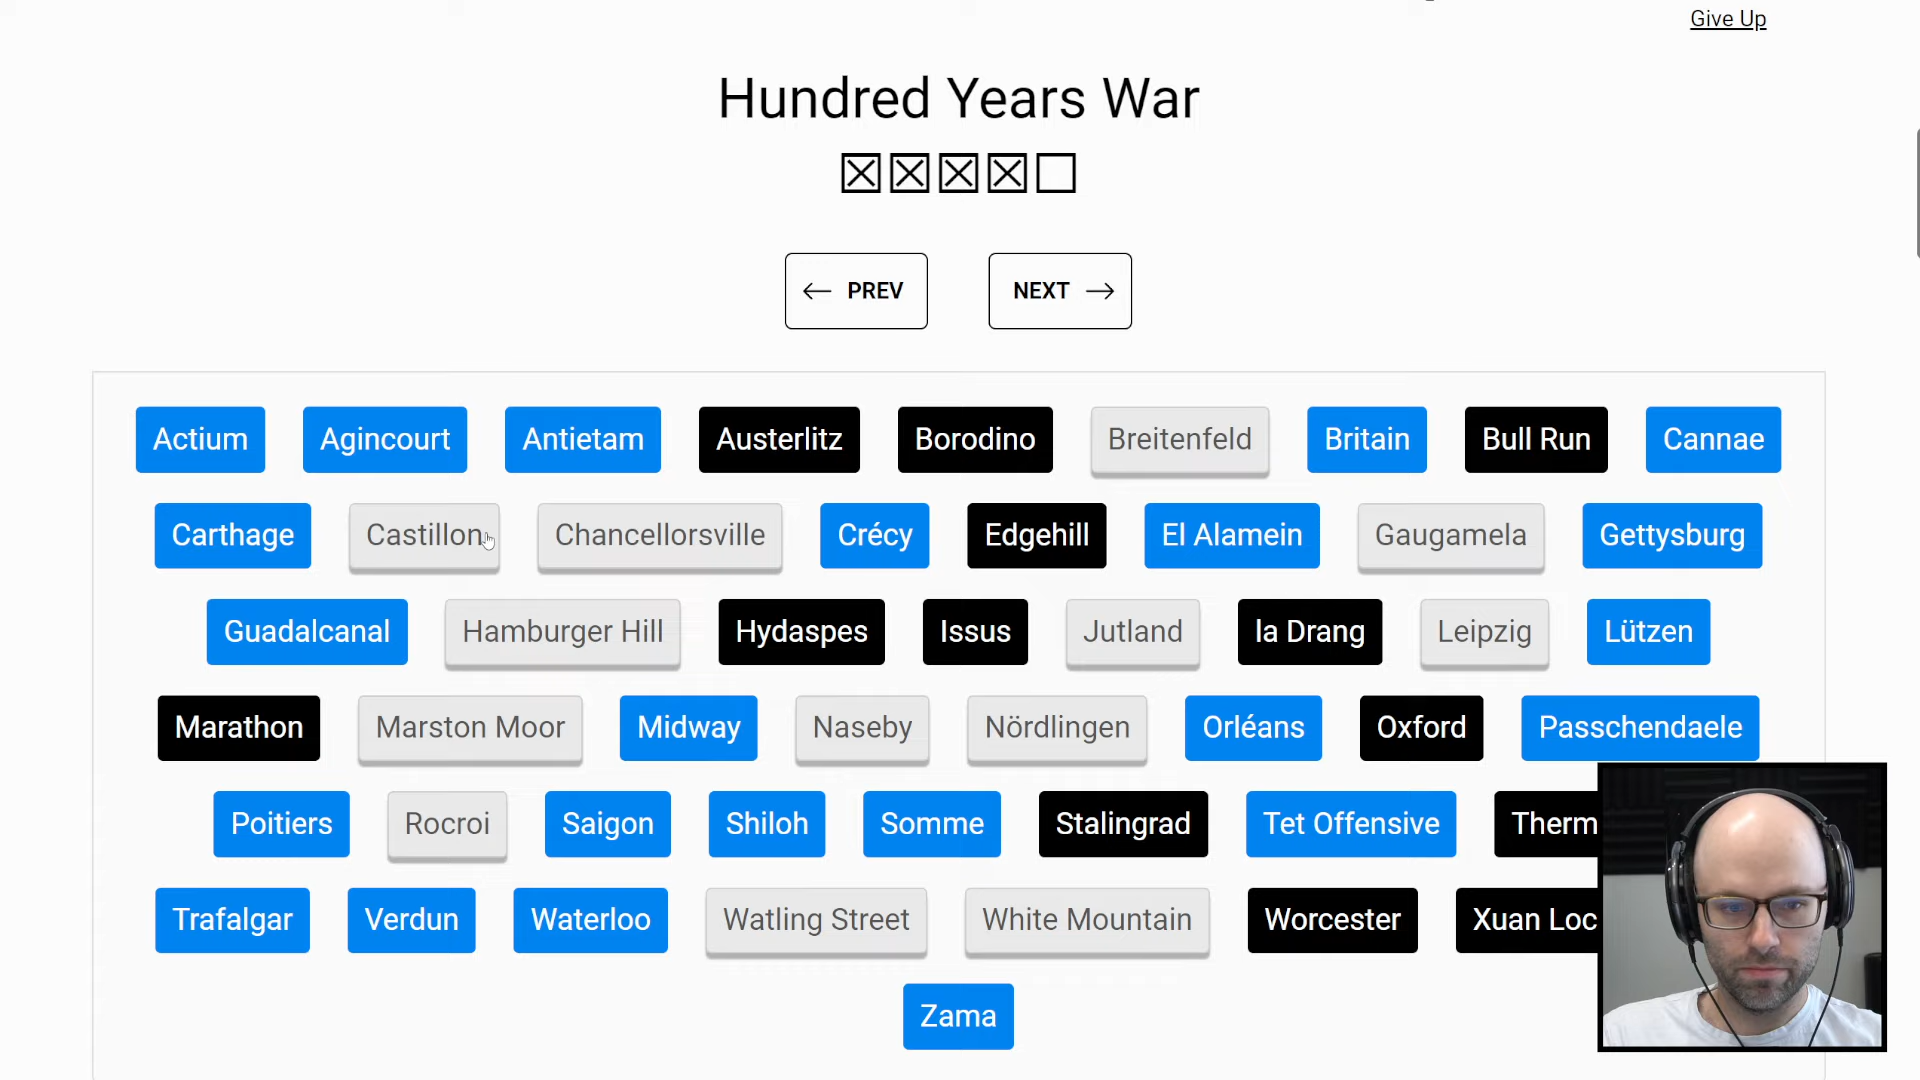 Give Up
Hundred Years War
PREV
NEXT
Actium Agincourt Antietam Austerlitz Borodino Breitenfeld Britain Bull Run Cannae
Carthage Castillon Chancellorsville Crécy Edgehill El Alamein Gaugamela Gettysburg
Guadalcanal Hamburger Hill Hydaspes Issus Jutland la Drang Leipzig Lützen
Marathon Marston Moor Midway Naseby Nördlingen Orléans Oxford Passchendaele
Poitiers Rocroi Saigon Shiloh Somme Stalingrad Tet Offensive Therm
Trafalgar Verdun Waterloo Watling Street White Mountain Worcester Xuan Loc
Zama